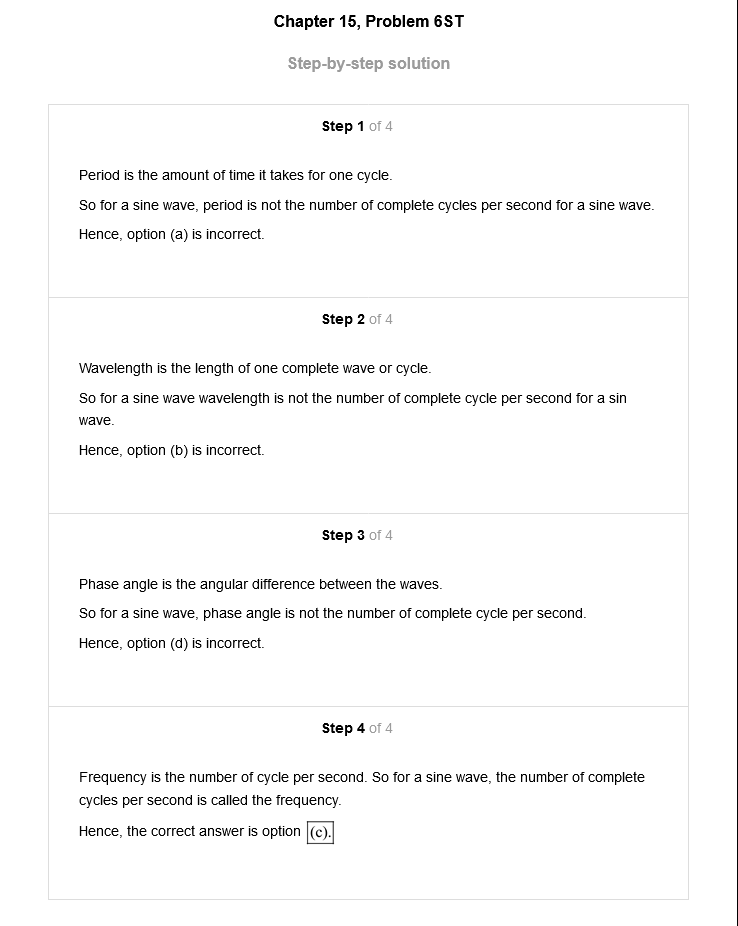 Chapter 15, Problem 6ST
Step-by-step solution
Step 1 of 4
Period is the amount of time it takes for one cycle.
So for a sine wave, period is not the number of complete cycles per second for a sine wave.
Hence, option (a) is incorrect.
Step 2 of 4
Wavelength is the length of one complete wave or cycle.
So for a sine wave wavelength is not the number of complete cycle per second for a sin
wave.
Hence, option (b) is incorrect.
Step 3 of 4
Phase angle is the angular difference between the waves.
So for a sine wave, phase angle is not the number of complete cycle per second.
Hence, option (d) is incorrect.
Step 4 of 4
Frequency is the number of cycle per second. So for a sine wave, the number of complete
cycles per second is called the frequency.
Hence, the correct answer is option (c).